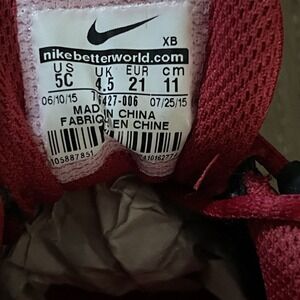 XB
nikebetterworld.com
US UK EUR cm
5C 4.5 21 11
06/10/15 07/25/15
MADE IN CHINA
FABRIQUÉ EN CHINE